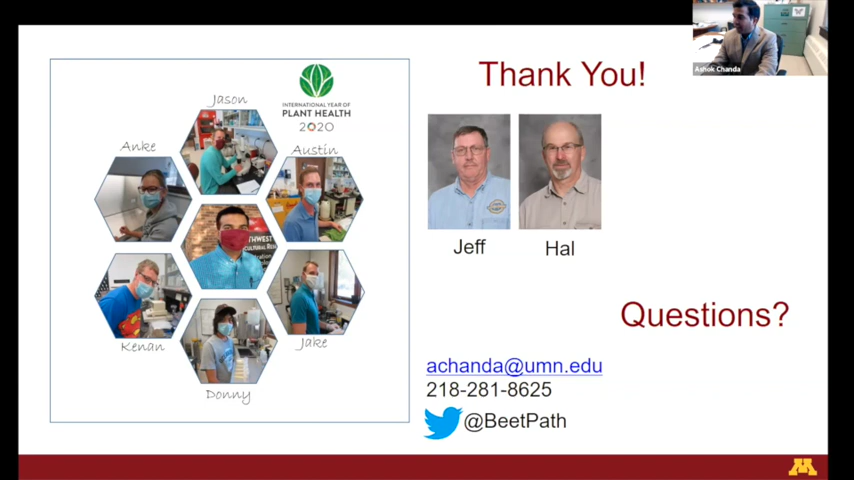 Ashok Chanda
Thank You!
INTERNATIONAL YEAR OF
PLANT HEALTH
2020
Jason
Anke
Austin
Kenan
Jake
Donny
Jeff
Hal
Questions?
achanda@umn.edu
218-281-8625
@BeetPath
M